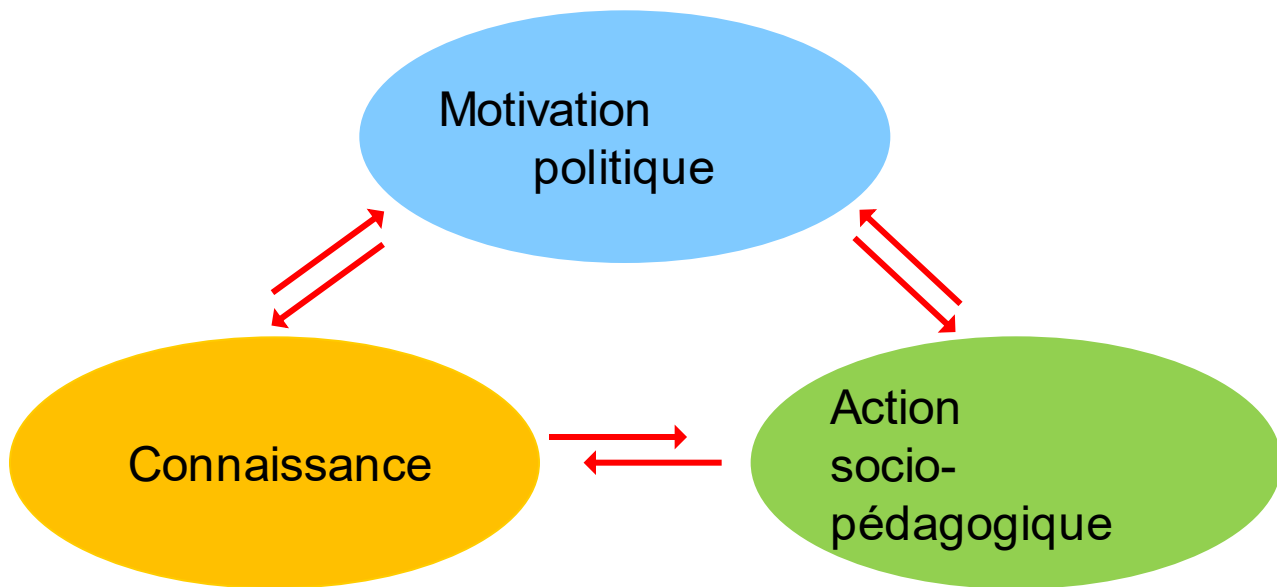 Motivation
politique
Connaissance
Action
socio-
pédagogique